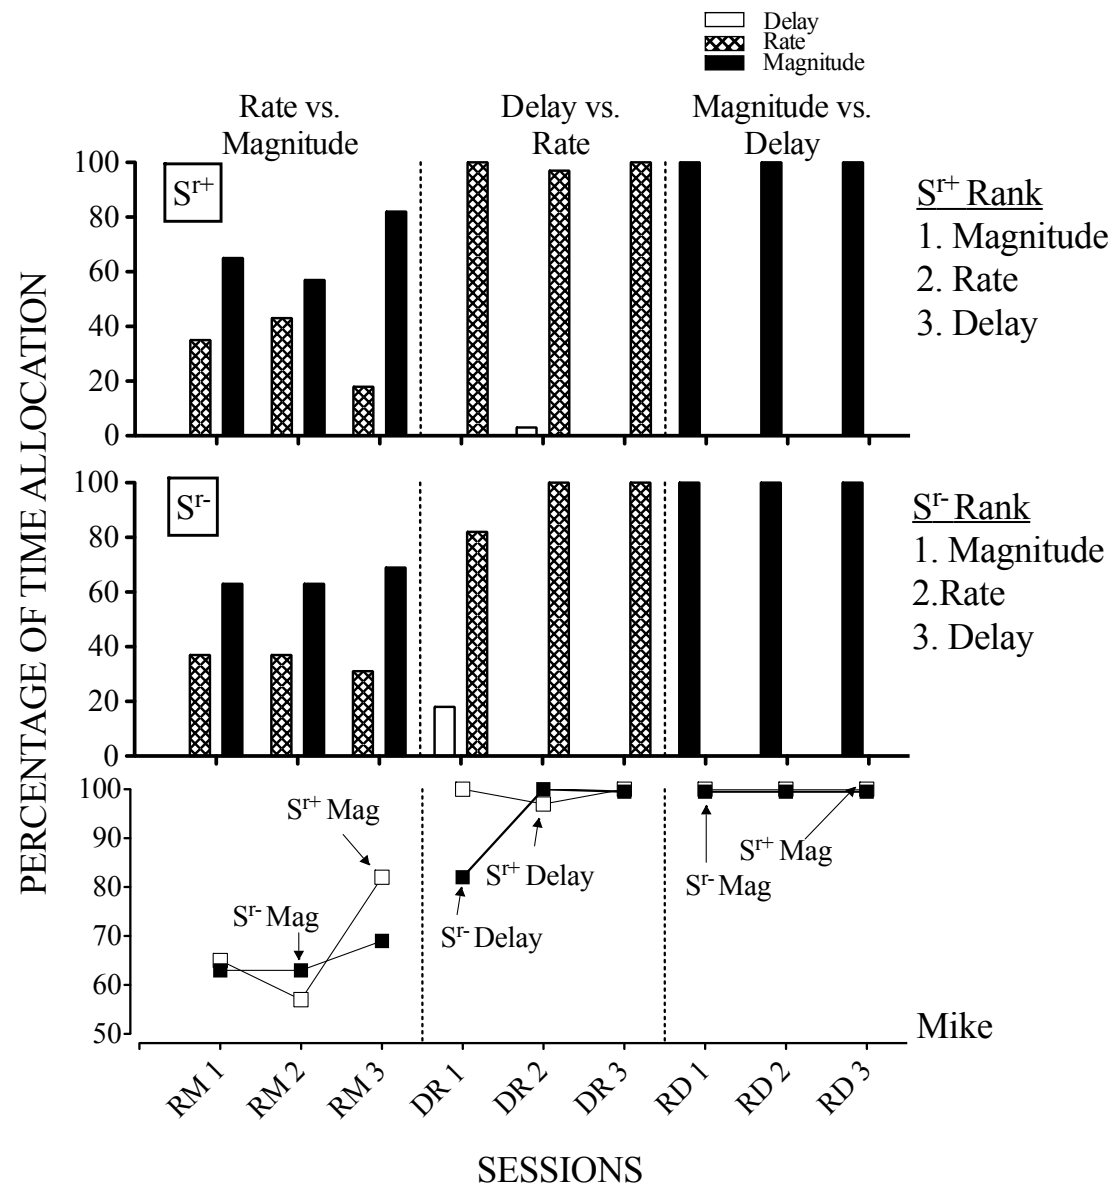 Delay
Rate
Magnitude
Rate vs.
Magnitude
Delay vs.
Rate
Magnitude vs.
Delay
PERCENTAGE OF TIME ALLOCATION
100
80
60
40
20
0
Sr+
Sr+ Rank
1. Magnitude
2. Rate
3. Delay
100
80
60
40
20
0
Sr-
Sr- Rank
1. Magnitude
2.Rate
3. Delay
100
90
80
70
60
50
Sr+ Mag
Sr- Mag
Sr+ Delay
Sr- Delay
Sr+ Mag
Sr- Mag
Mike
RM 1
RM 2
RM 3
DR 1
DR 2
DR 3
RD 1
RD 2
RD 3
SESSIONS